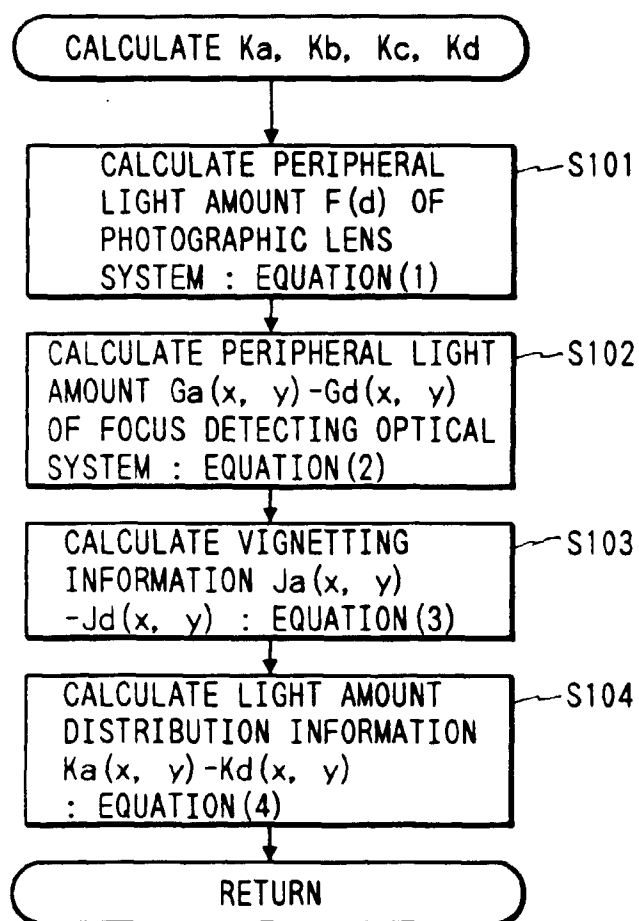 CALCULATE Ka, Kb, Kc, Kd
CALCULATE PERIPHERAL
LIGHT AMOUNT F(d) OF
PHOTOGRAPHIC LENS
SYSTEM : EQUATION(1)
S101
CALCULATE PERIPHERAL LIGHT
AMOUNT Ga(x, y)-Gd(x, y)
OF FOCUS DETECTING OPTICAL
SYSTEM : EQUATION(2)
S102
CALCULATE VIGNETTING
INFORMATION Ja(x, y)
-Jd(x, y) : EQUATION(3)
S103
CALCULATE LIGHT AMOUNT
DISTRIBUTION INFORMATION
Ka(x, y)-Kd(x, y)
: EQUATION(4)
S104
RETURN